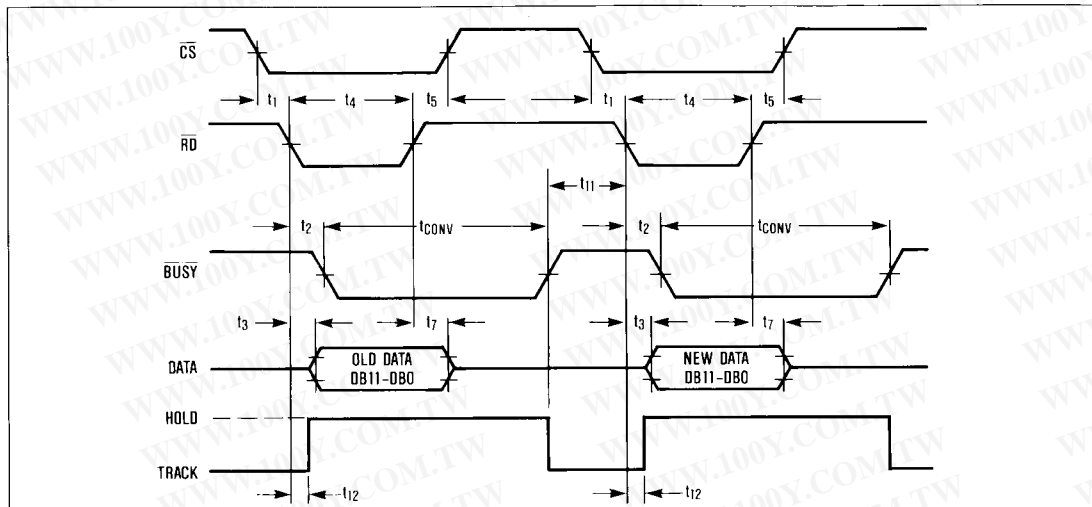 CS
t1 t4 t5 t1 t4 t5
RD
t11
t2 tCONV t2 tCONV
BUSY
t3 t7 t3 t7
DATA OLD DATA DB11-DB0 NEW DATA DB11-DB0
HOLD
TRACK
t12 t12
WWW.100Y.COM.TW